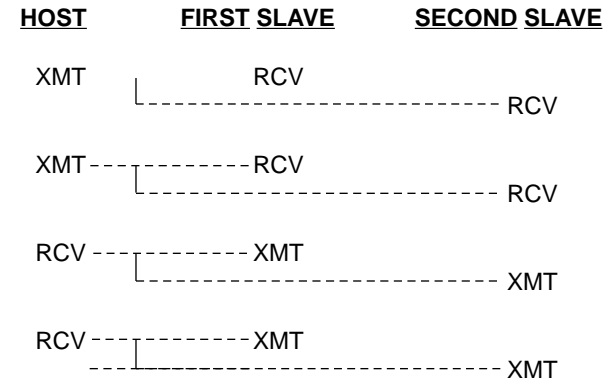 HOST FIRST SLAVE SECOND SLAVE
XMT RCV
RCV
XMT RCV
RCV
RCV XMT
XMT
RCV XMT
XMT